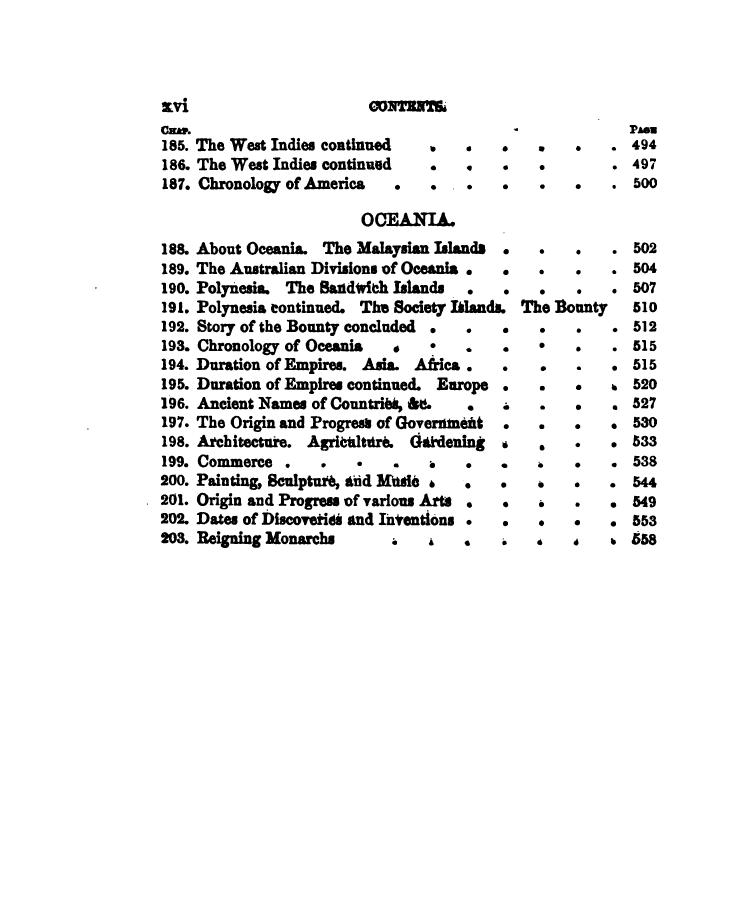 xvi CONTENTS.
CHAP. PAGE
185. The West Indies continued . . . . . . 494
186. The West Indies continued . . . . . 497
187. Chronology of America . . . . . . . 500
OCEANIA.
188. About Oceania. The Malaysian Islands . . . . 502
189. The Australian Divisions of Oceania . . . . . 504
190. Polynesia. The Sandwich Islands . . . . . 507
191. Polynesia continued. The Society Islands. The Bounty 510
192. Story of the Bounty concluded . . . . . . 512
193. Chronology of Oceania . . . . . . . 515
194. Duration of Empires. Asia. Africa . . . . . 515
195. Duration of Empires continued. Europe . . . . 520
196. Ancient Names of Countries, &c. . . . . . 527
197. The Origin and Progress of Government . . . . 530
198. Architecture. Agriculture. Gardening . . . . 533
199. Commerce . . . . . . . . . . 538
200. Painting, Sculpture, and Music . . . . . . 544
201. Origin and Progress of various Arts . . . . . 549
202. Dates of Discoveries and Inventions . . . . . 553
203. Reigning Monarchs . . . . . . . 558